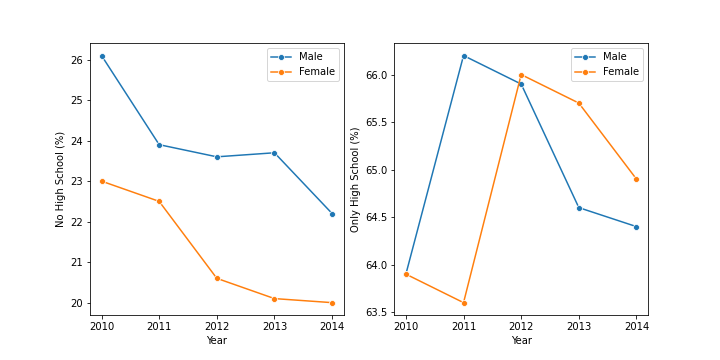 Male
Female
26
25
24
23
22
21
20
No High School (%)
2010 2011 2012 2013 2014
Year
Male
Female
66.0
65.5
65.0
64.5
64.0
63.5
Only High School (%)
2010 2011 2012 2013 2014
Year